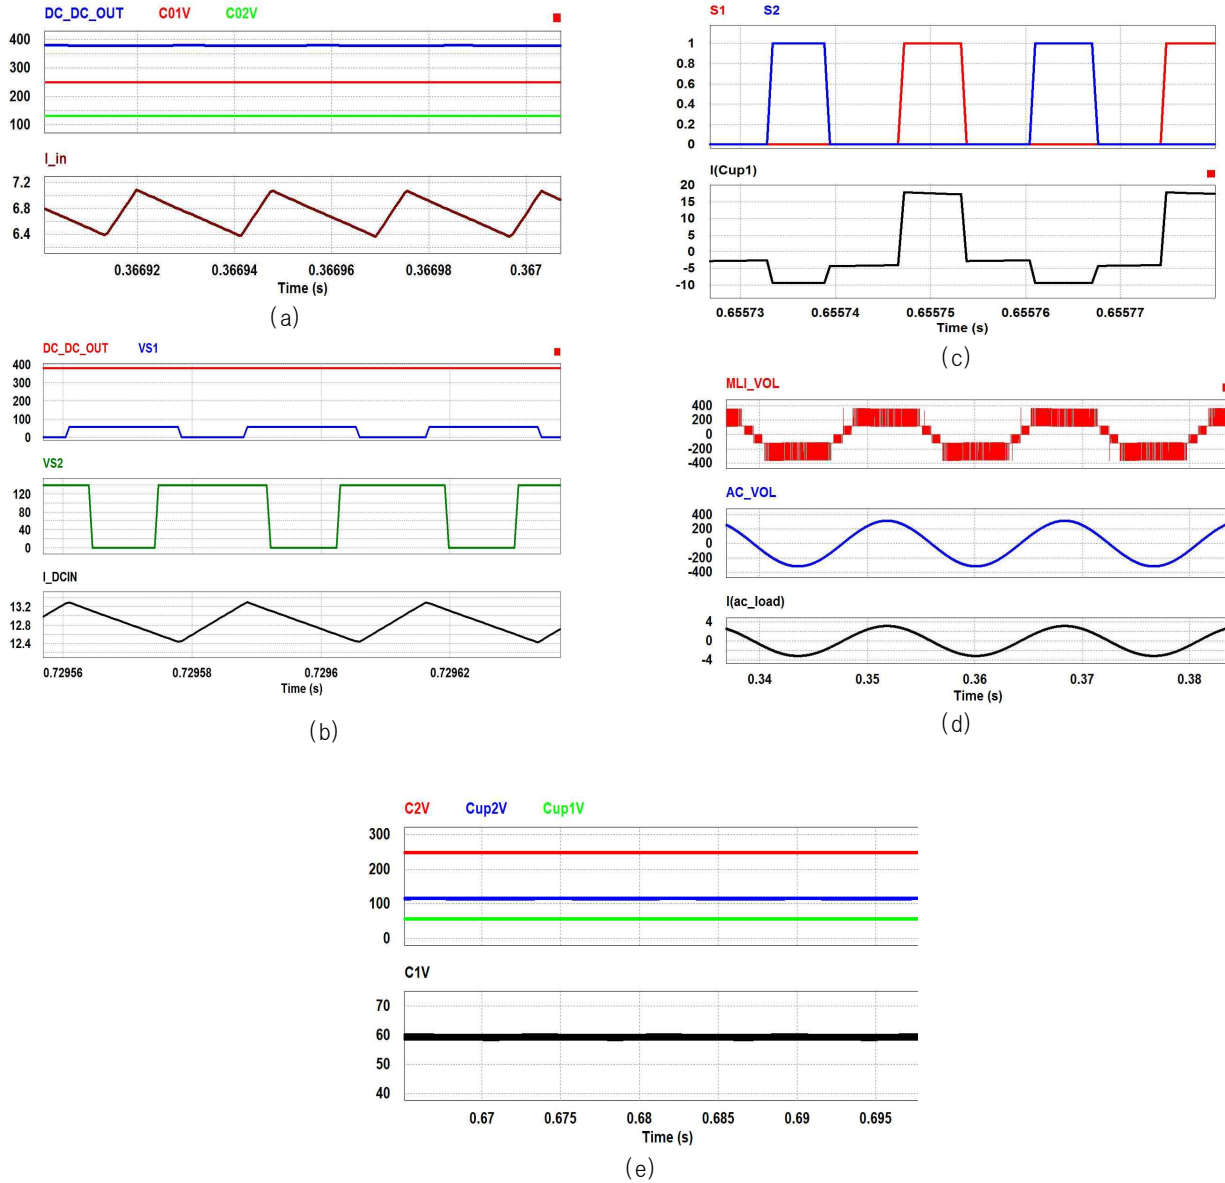 DC_DC_OUT C01V C02V
400
300
200
100
I_in
7.2
6.8
6.4
0.36692 0.36694 0.36696 0.36698 0.367
Time (s)
(a)
DC_DC_OUT VS1
400
300
200
100
0
VS2
120
80
40
0
I_DCIN
13.2
12.8
12.4
0.72956 0.72958 0.7296 0.72962
Time (s)
(b)
S1 S2
1
0.8
0.6
0.4
0.2
0
I(Cup1)
20
15
10
5
0
-5
-10
0.65573 0.65574 0.65575 0.65576 0.65577
Time (s)
(c)
MLI_VOL
400
200
0
-200
-400
AC_VOL
400
200
0
-200
-400
I(ac_load)
4
0
-4
0.34 0.35 0.36 0.37 0.38
Time (s)
(d)
C2V Cup2V Cup1V
300
200
100
0
C1V
70
60
50
40
0.67 0.675 0.68 0.685 0.69 0.695
Time (s)
(e)